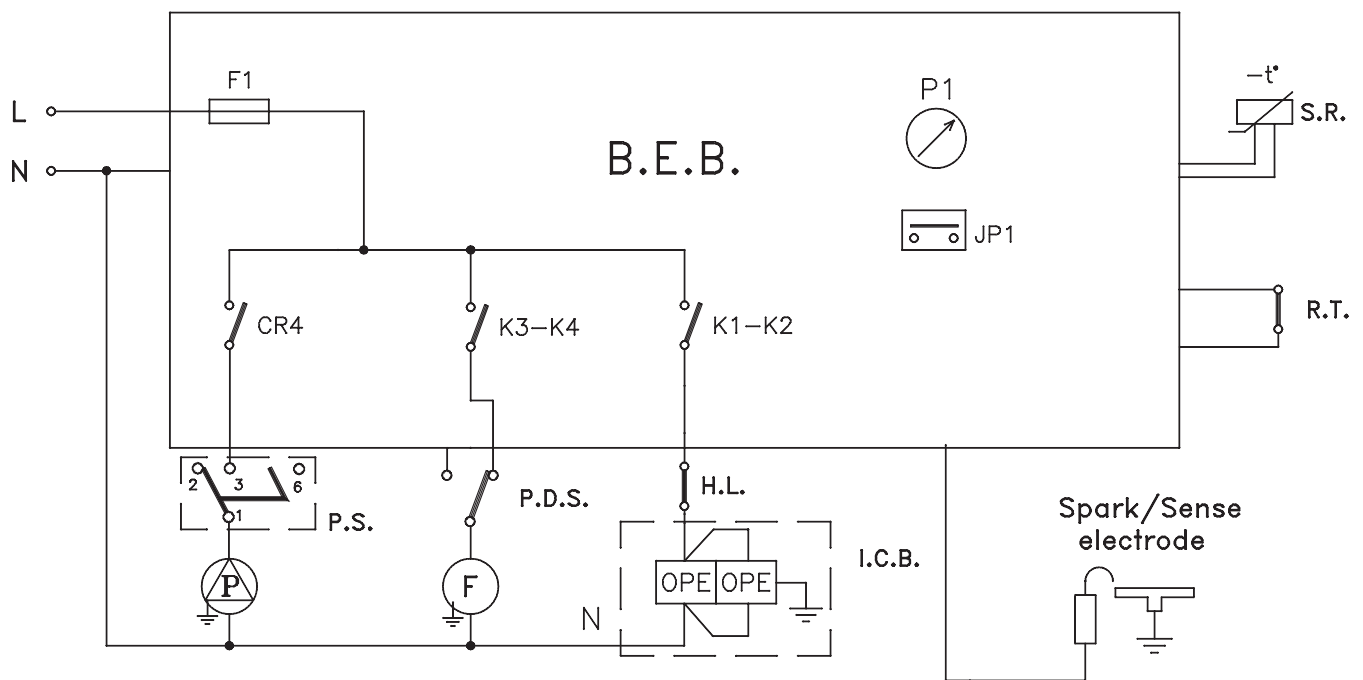 F1
L
N
P1
B.E.B.
-t°
S.R.
JP1
CR4
K3-K4
K1-K2
R.T.
2
3
6
1
P.S.
P.D.S.
H.L.
I.C.B.
Spark/Sense
electrode
P
F
OPE
OPE
N